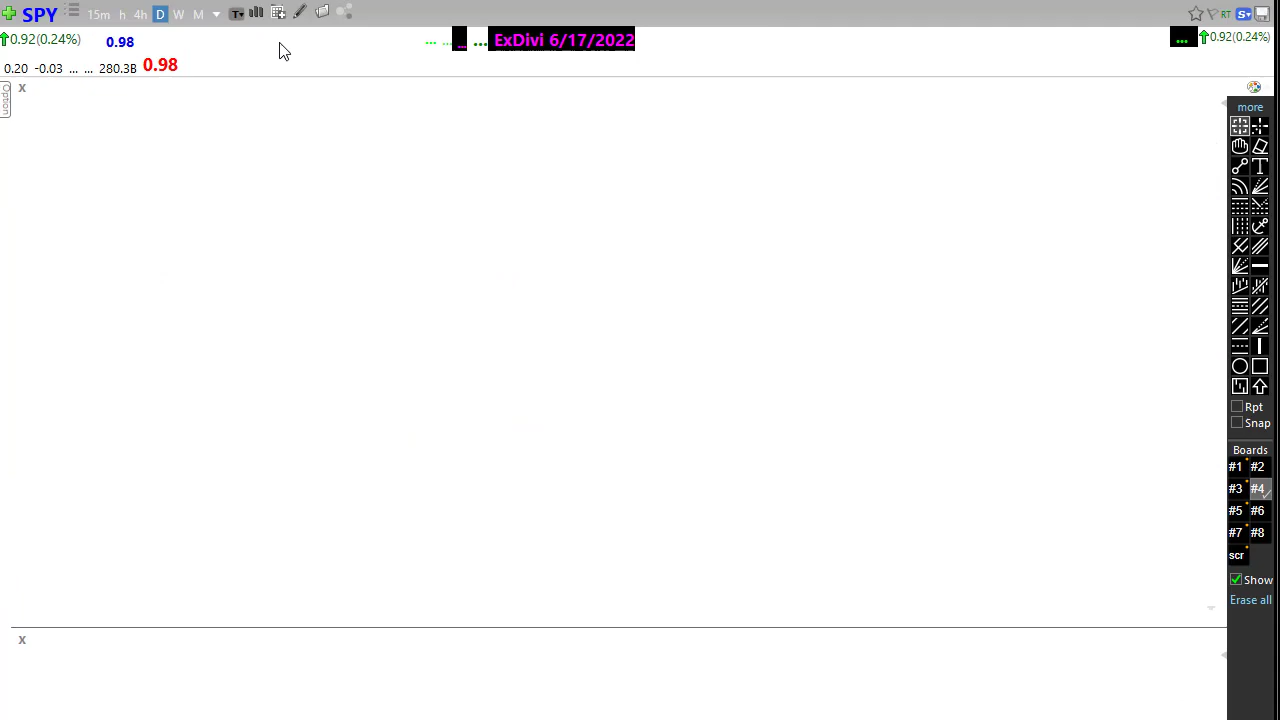 SPY 15m h 4h D W M T RT S
0.92(0.24%) 0.98 ... ... ... ... ExDivi 6/17/2022 ... 0.92(0.24%)
0.20 -0.03 ... ... 280.3B 0.98
Option
x
more
T
Rpt
Snap
Boards
#1 #2
#3 #4
#5 #6
#7 #8
scr
Show
Erase all
x